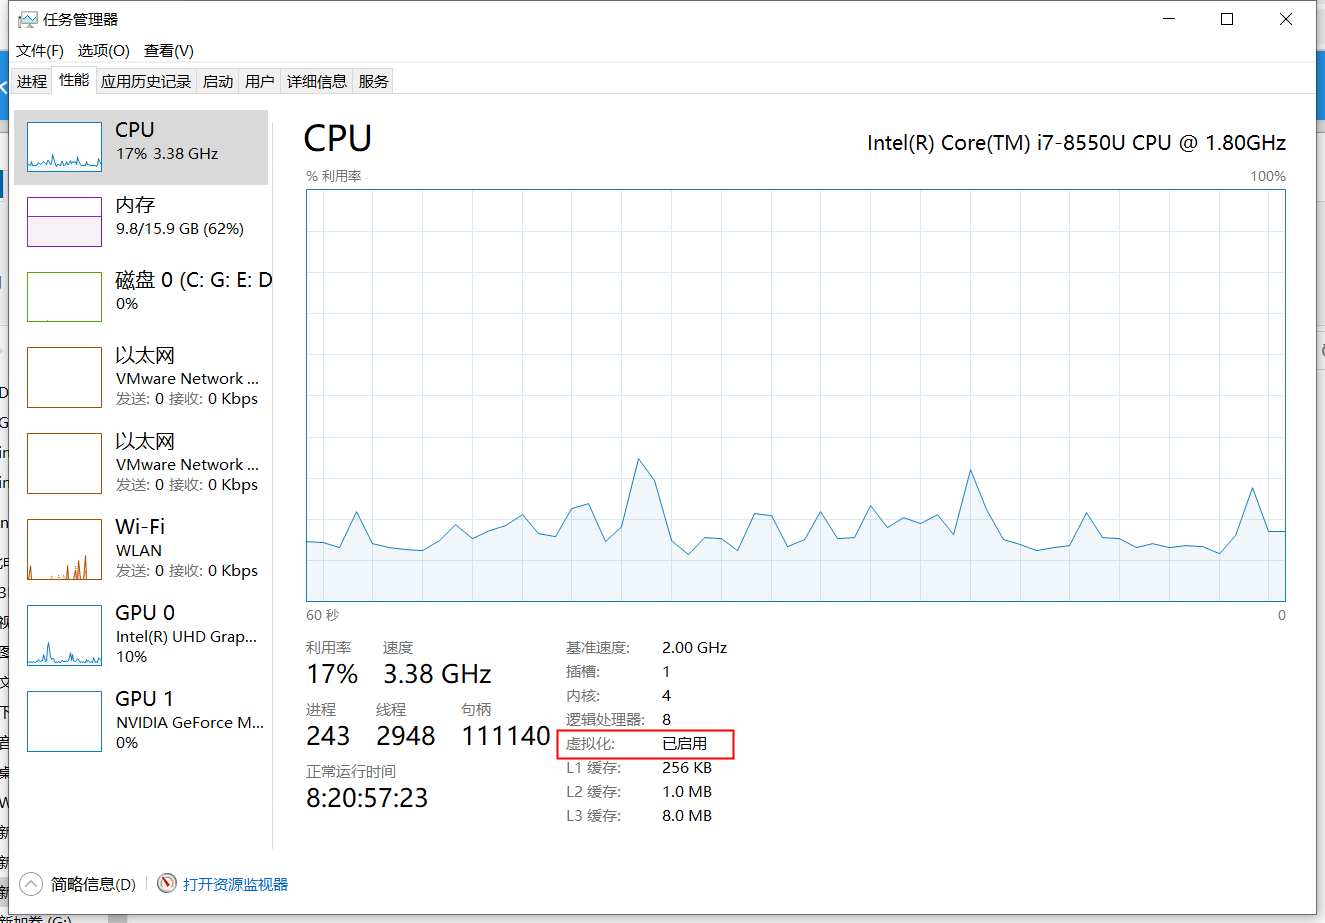 任务管理器
文件(F) 选项(O) 查看(V)
进程 性能 应用历史记录 启动 用户 详细信息 服务
CPU
17% 3.38 GHz
内存
9.8/15.9 GB (62%)
磁盘 0 (C: G: E: D
0%
以太网
VMware Network ...
发送: 0 接收: 0 Kbps
以太网
VMware Network ...
发送: 0 接收: 0 Kbps
Wi-Fi
WLAN
发送: 0 接收: 0 Kbps
GPU 0
Intel(R) UHD Grap...
10%
GPU 1
NVIDIA GeForce M...
0%
CPU
Intel(R) Core(TM) i7-8550U CPU @ 1.80GHz
% 利用率 100%
60 秒 0
利用率 速度
17% 3.38 GHz
进程 线程 句柄
243 2948 111140
正常运行时间
8:20:57:23
基准速度: 2.00 GHz
插槽: 1
内核: 4
逻辑处理器: 8
虚拟化: 已启用
L1 缓存: 256 KB
L2 缓存: 1.0 MB
L3 缓存: 8.0 MB
简略信息(D) 打开资源监视器